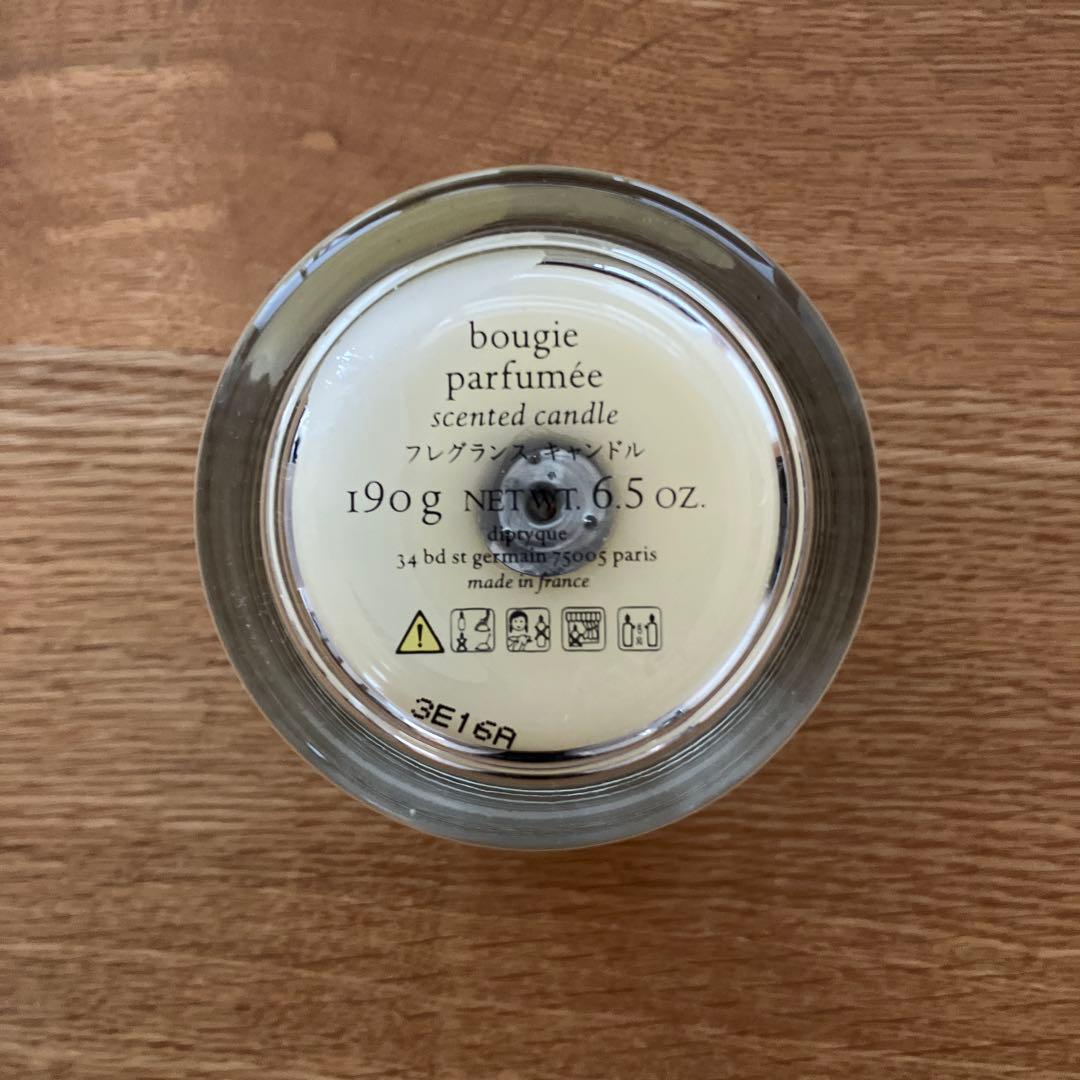 bougie
parfumée
scented candle
フレグランス キャンドル
190g NET WT. 6.5 OZ.
diptyque
34 bd st germain 75005 paris
made in france
3E16A